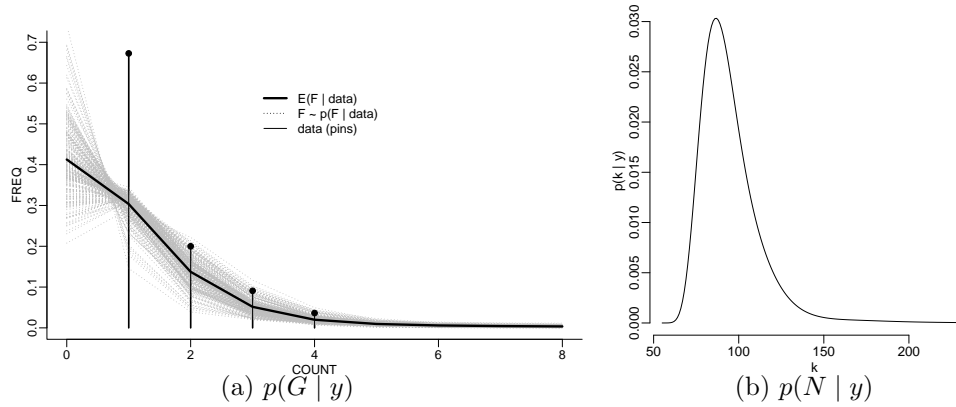 FREQ
0.7
0.6
0.5
0.4
0.3
0.2
0.1
0.0
E(F | data)
F ~ p(F | data)
data (pins)
0 2 4 6 8
COUNT
(a) p(G | y)
p(k | y)
0.030
0.025
0.020
0.015
0.010
0.005
0.000
50 100 150 200
k
(b) p(N | y)